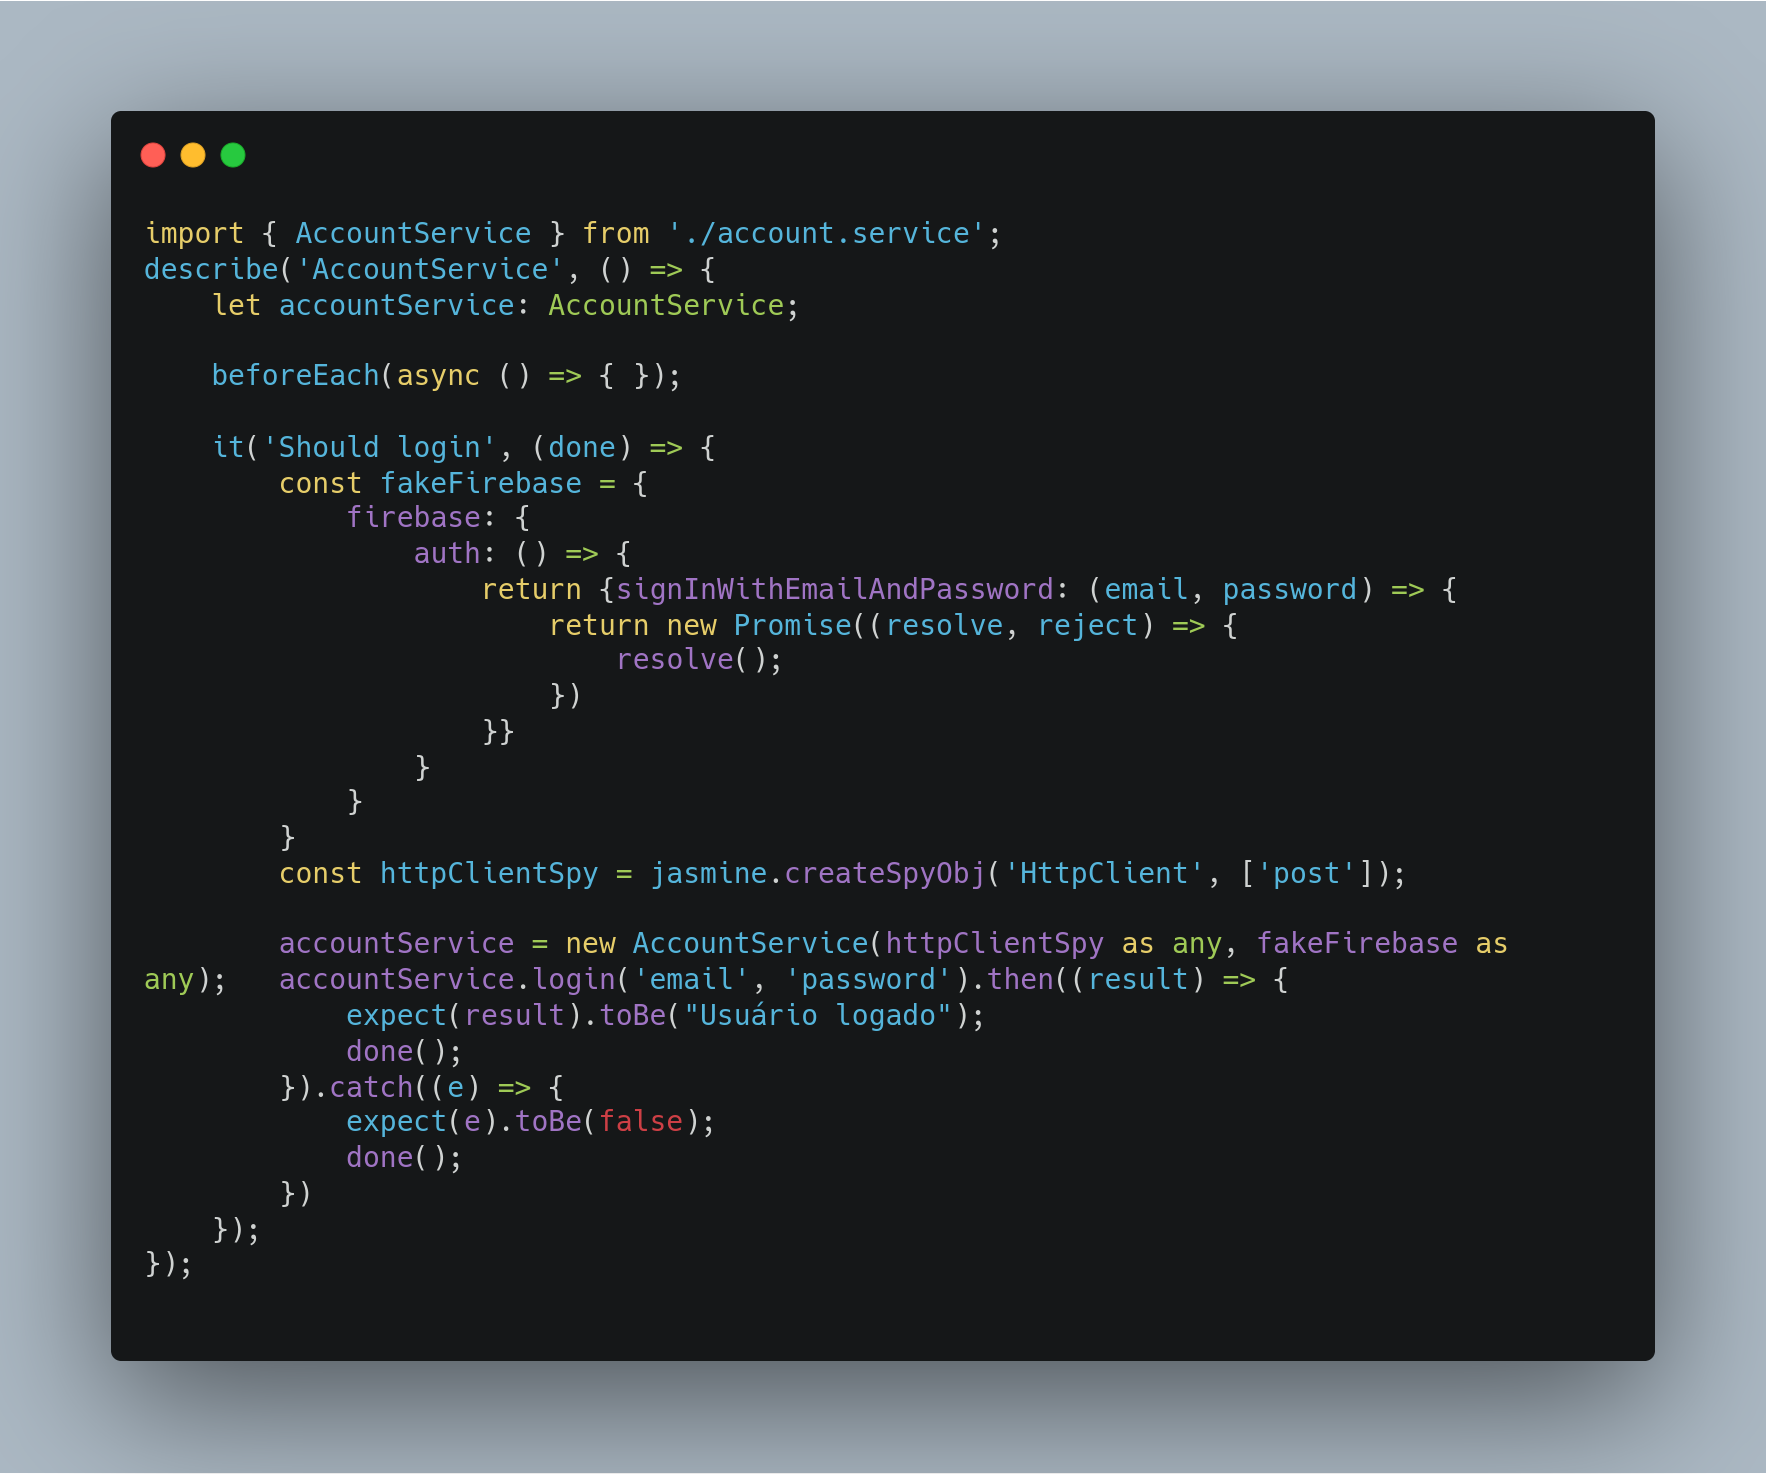 import { AccountService } from './account.service';
describe('AccountService', () => {
    let accountService: AccountService;

    beforeEach(async () => { });

    it('Should login', (done) => {
        const fakeFirebase = {
            firebase: {
                auth: () => {
                    return {signInWithEmailAndPassword: (email, password) => {
                        return new Promise((resolve, reject) => {
                            resolve();
                        })
                    }}
                }
            }
        }
        const httpClientSpy = jasmine.createSpyObj('HttpClient', ['post']);

        accountService = new AccountService(httpClientSpy as any, fakeFirebase as
any);   accountService.login('email', 'password').then((result) => {
            expect(result).toBe("Usuário logado");
            done();
        }).catch((e) => {
            expect(e).toBe(false);
            done();
        })
    });
});